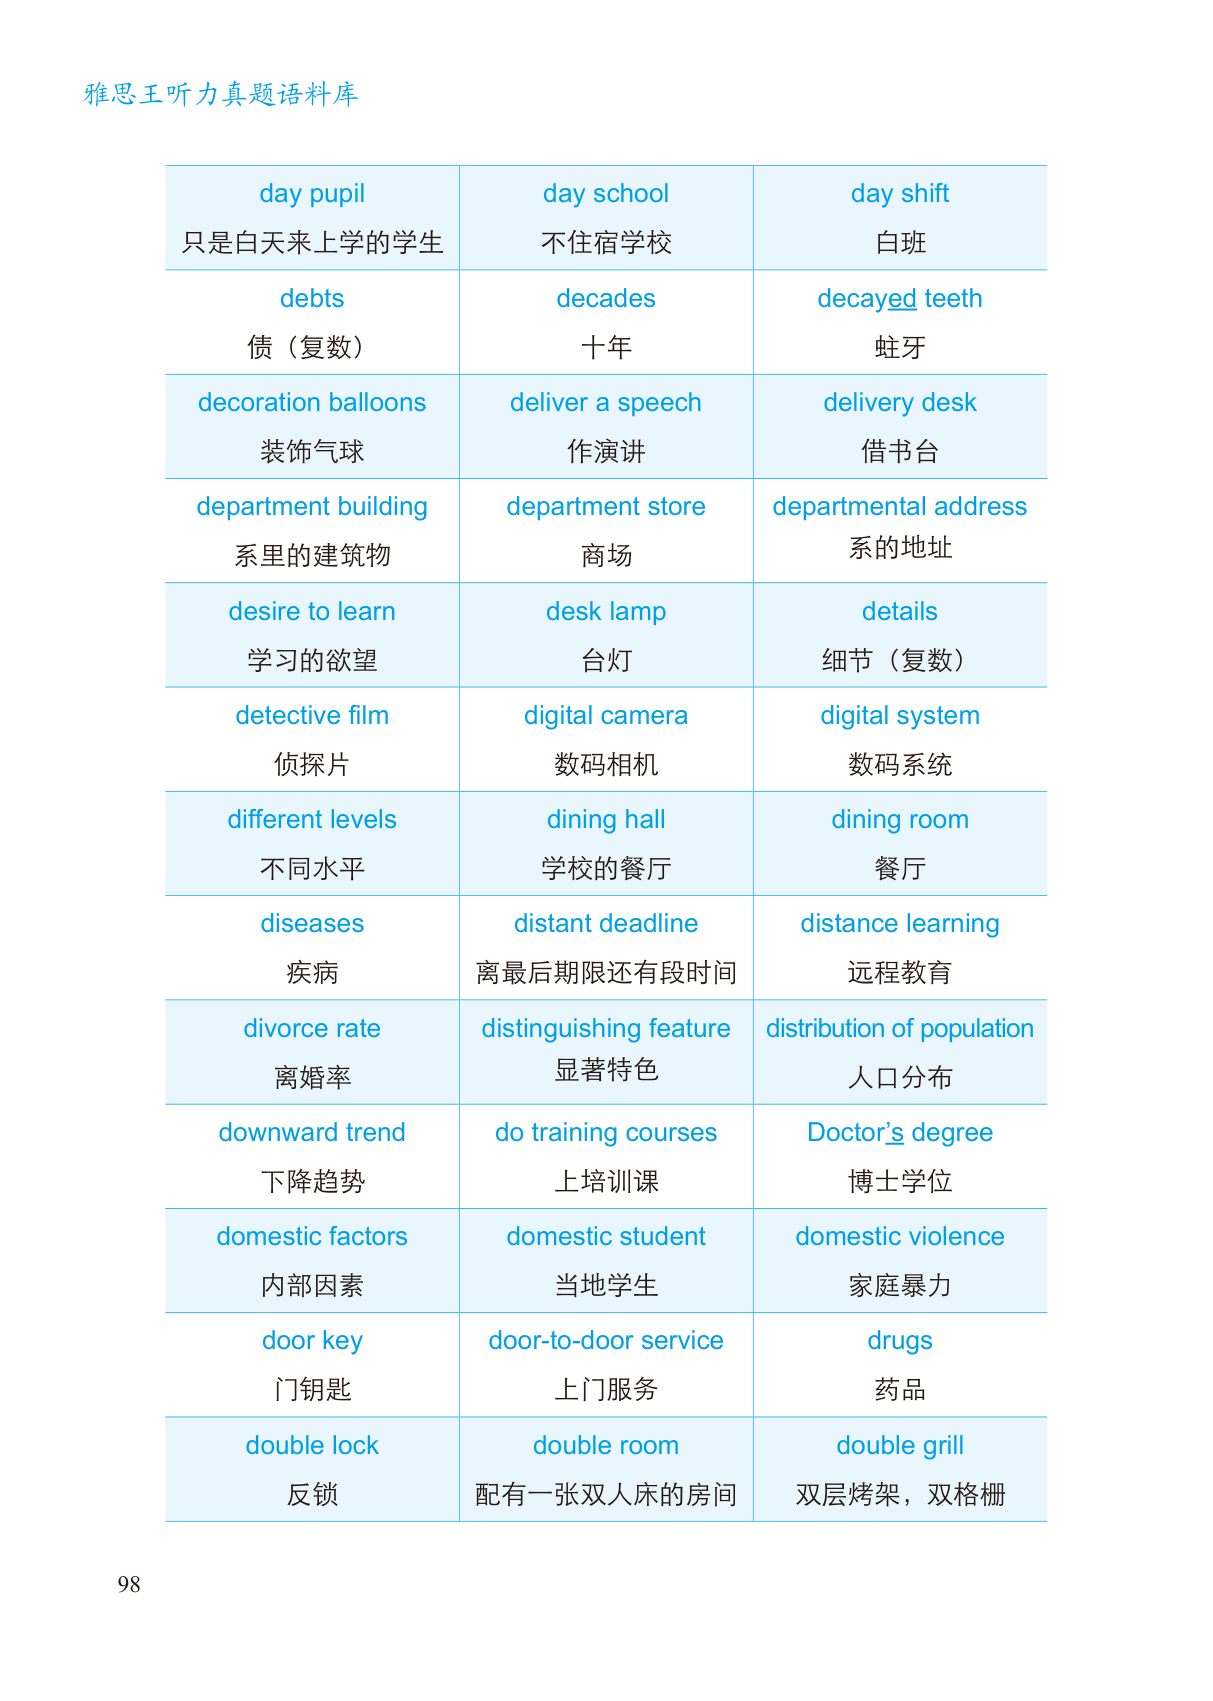 雅思王听力真题语料库
day pupil
只是白天来上学的学生
day school
不住宿学校
day shift
白班
debts
债（复数）
decades
十年
decayed teeth
蛀牙
decoration balloons
装饰气球
deliver a speech
作演讲
delivery desk
借书台
department building
系里的建筑物
department store
商场
departmental address
系的地址
desire to learn
学习的欲望
desk lamp
台灯
details
细节（复数）
detective film
侦探片
digital camera
数码相机
digital system
数码系统
different levels
不同水平
dining hall
学校的餐厅
dining room
餐厅
diseases
疾病
distant deadline
离最后期限还有段时间
distance learning
远程教育
divorce rate
离婚率
distinguishing feature
显著特色
distribution of population
人口分布
downward trend
下降趋势
do training courses
上培训课
Doctor’s degree
博士学位
domestic factors
内部因素
domestic student
当地学生
domestic violence
家庭暴力
door key
门钥匙
door-to-door service
上门服务
drugs
药品
double lock
反锁
double room
配有一张双人床的房间
double grill
双层烤架，双格栅
98